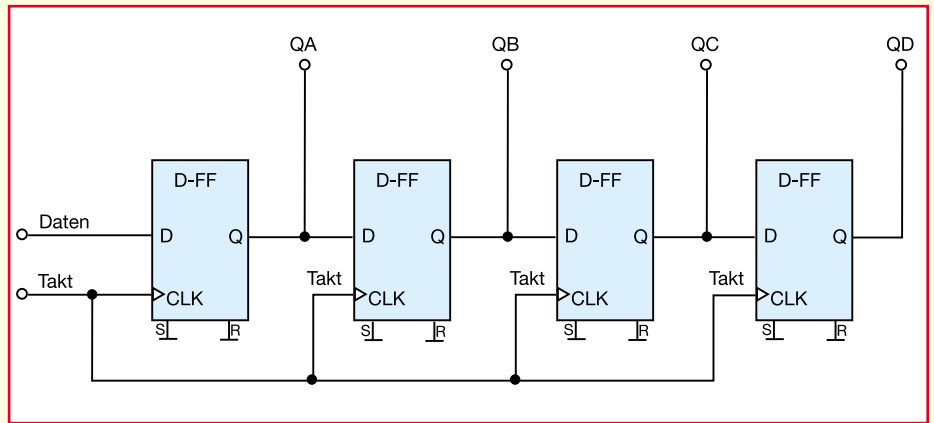 QA QB QC QD
D-FF D-FF D-FF D-FF
Daten D Q D Q D Q D Q
Takt CLK Takt CLK Takt CLK Takt CLK
S R S R S R S R